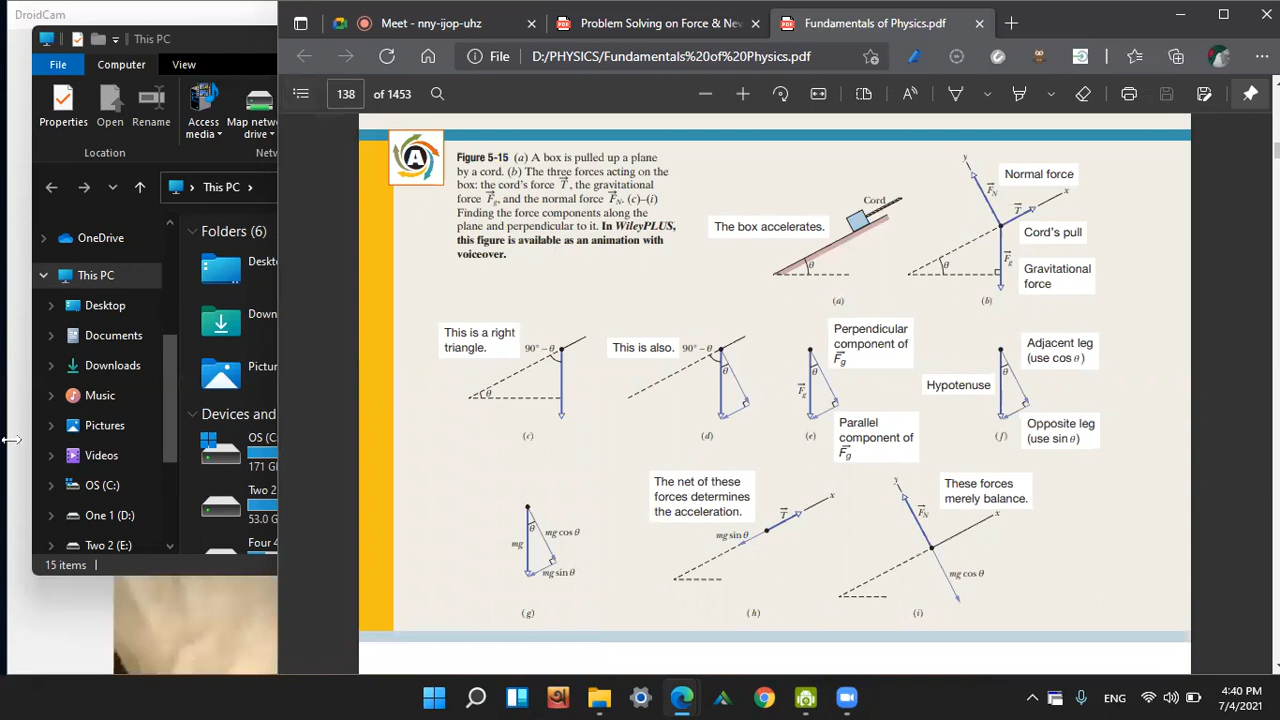 DroidCam
This PC
File
Computer
View
Properties
Open
Rename
Access media
Map network drive
Location
This PC
OneDrive
This PC
Desktop
Documents
Downloads
Music
Pictures
Videos
OS (C:)
One 1 (D:)
Two 2 (E:)
15 items
Folders (6)
Devices and
OS (C:)
171 G
Two 2
53.0 G
Four 4
Meet - nny-ijop-uhz
Problem Solving on Force & Ne
Fundamentals of Physics.pdf
File
D:/PHYSICS/Fundamentals%20of%20Physics.pdf
138 of 1453
A
Figure 5-15 (a) A box is pulled up a plane
by a cord. (b) The three forces acting on the
box: the cord's force T, the gravitational
force Fg, and the normal force FN. (c)–(i)
Finding the force components along the
plane and perpendicular to it. In WileyPLUS,
this figure is available as an animation with
voiceover.
The box accelerates.
Cord
θ
(a)
y
FN
Normal force
x
T
Cord's pull
Fg
Gravitational
force
θ
(b)
This is a right
triangle.
90° – θ
θ
(c)
This is also.
90° – θ
θ
(d)
Perpendicular
component of
Fg
θ
Fg
Parallel
component of
Fg
(e)
Adjacent leg
(use cos θ)
θ
Hypotenuse
Opposite leg
(use sin θ)
(f)
θ
mg
mg cos θ
mg sin θ
(g)
The net of these
forces determines
the acceleration.
x
T
mg sin θ
(h)
These forces
merely balance.
y
FN
x
mg cos θ
(i)
ENG
4:40 PM
7/4/2021